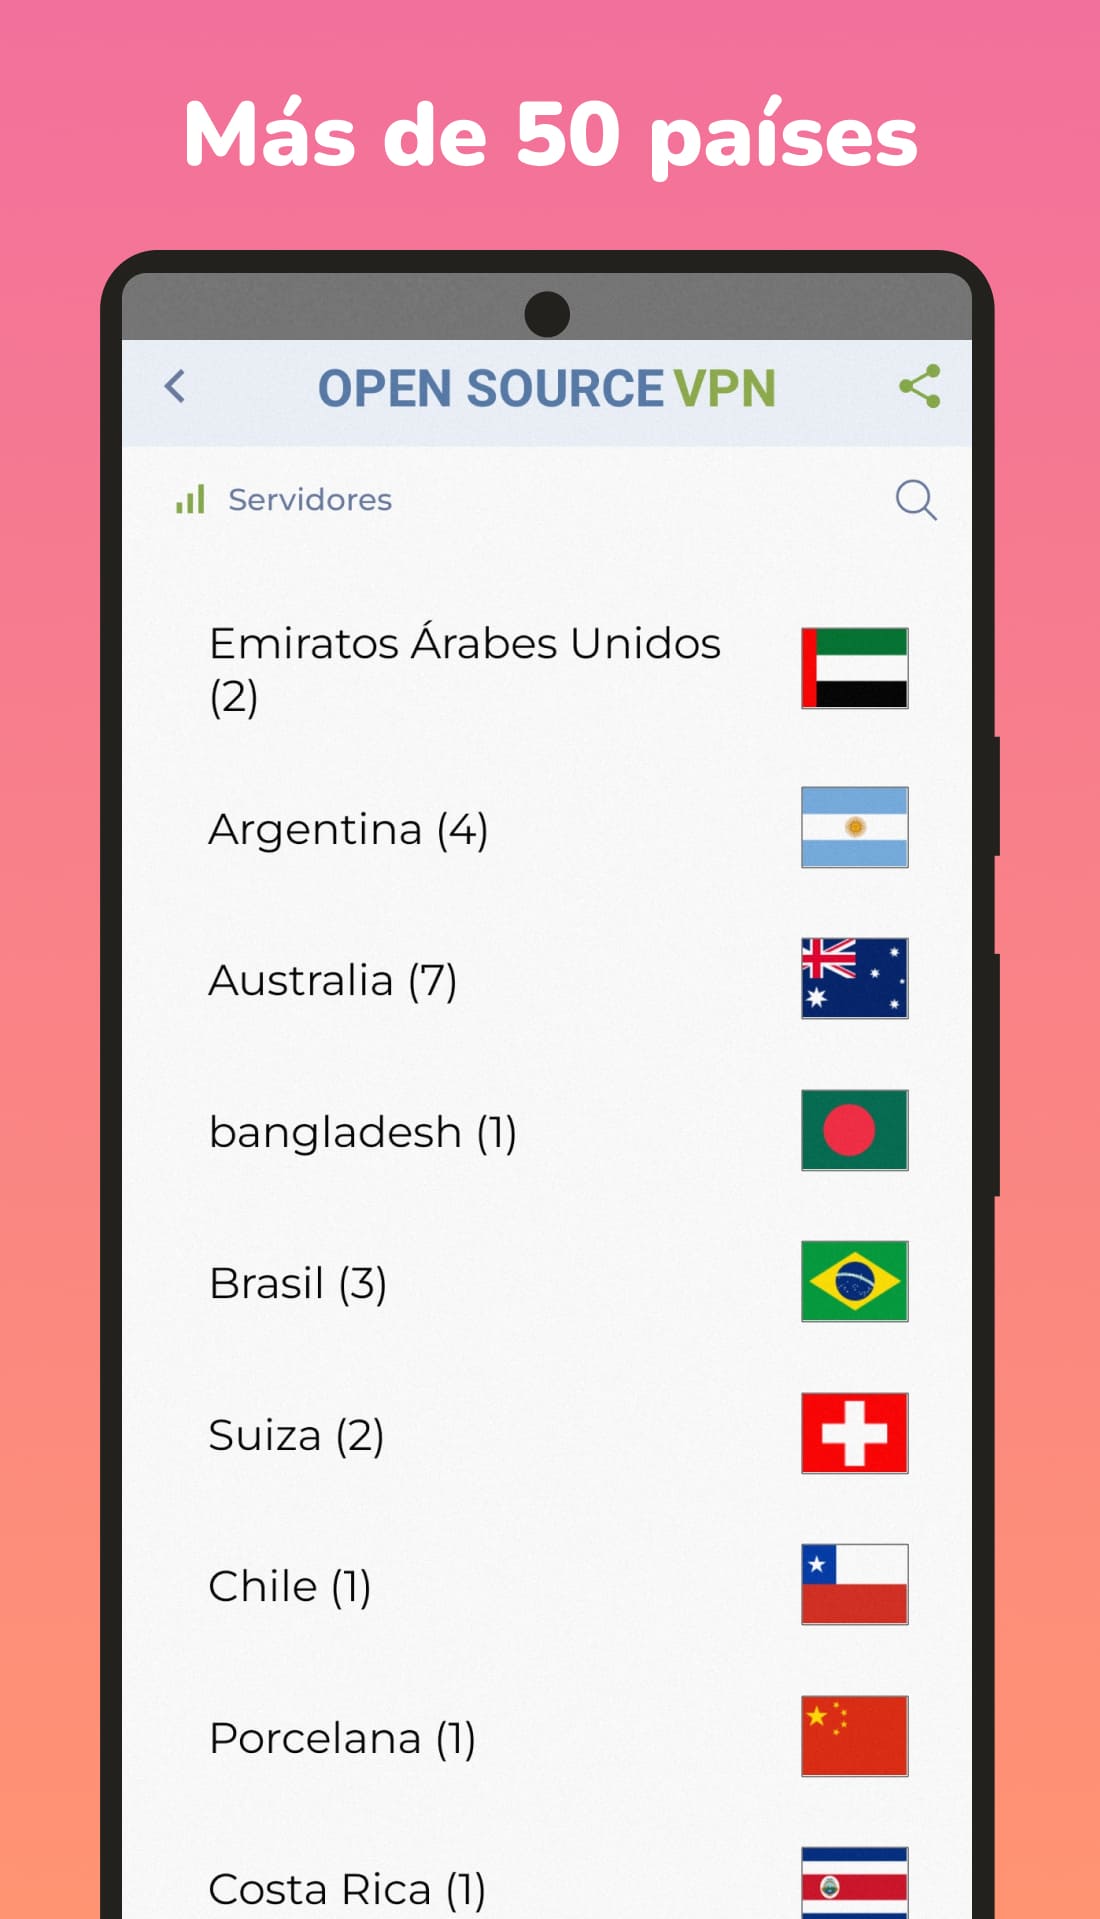 Más de 50 países
OPEN SOURCE VPN
Servidores
Emiratos Árabes Unidos
(2)
Argentina (4)
Australia (7)
bangladesh (1)
Brasil (3)
Suiza (2)
Chile (1)
Porcelana (1)
Costa Rica (1)